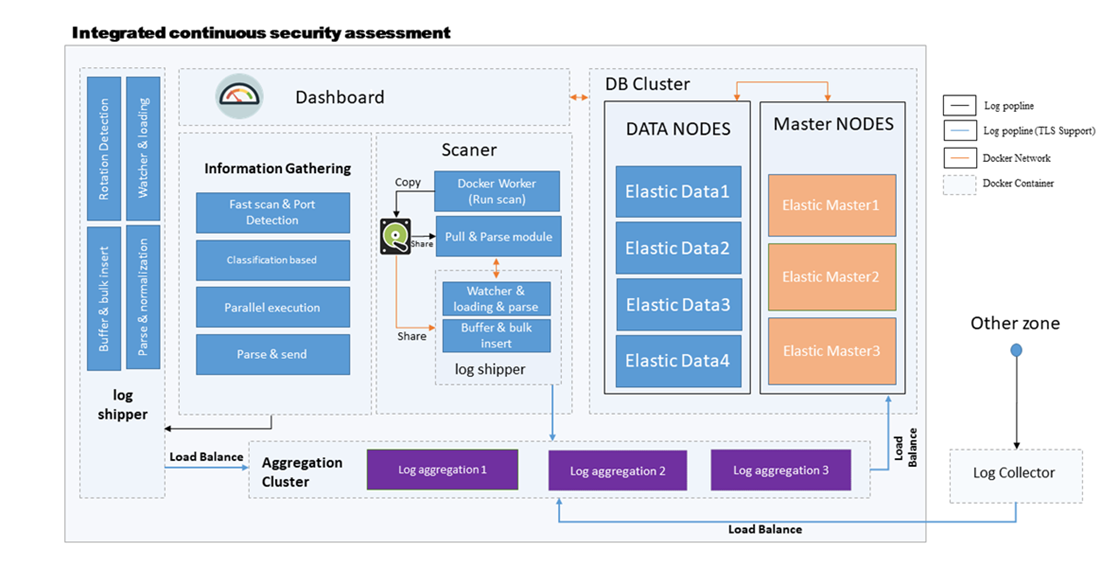 Integrated continuous security assessment
Rotation Detection
Watcher & loading
Buffer & bulk insert
Parse & normalization
log
shipper
Dashboard
Information Gathering
Fast scan & Port
Detection
Classification based
Parallel execution
Parse & send
Scaner
Copy
Docker Worker
(Run scan)
Share
Pull & Parse module
Watcher &
loading & parse
Buffer & bulk
insert
Share
log shipper
DB Cluster
DATA NODES
Elastic Data1
Elastic Data2
Elastic Data3
Elastic Data4
Master NODES
Elastic Master1
Elastic Master2
Elastic Master3
Load Balance
Aggregation
Cluster
Log aggregation 1
Log aggregation 2
Log aggregation 3
Load
Balance
Load Balance
Log popline
Log popline (TLS Support)
Docker Network
Docker Container
Other zone
Log Collector